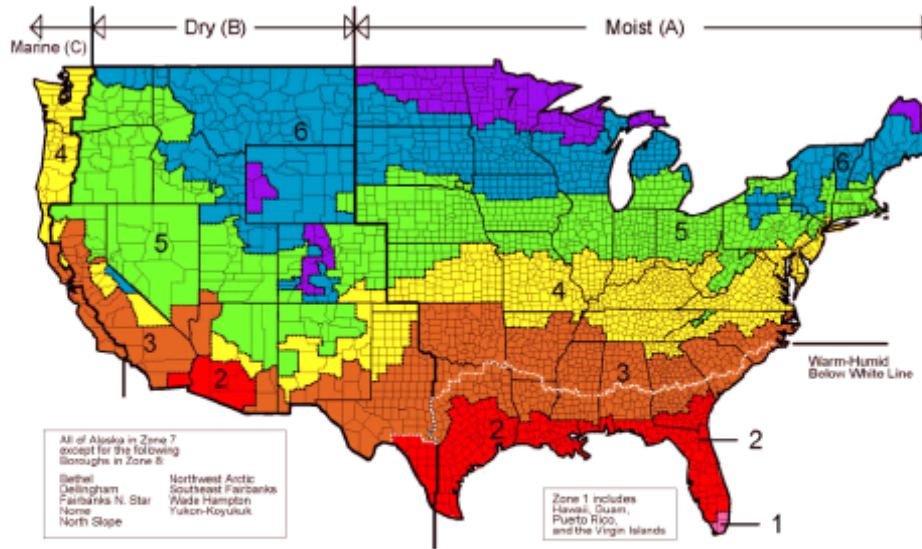 Marine (C)
Dry (B)
Moist (A)
7
6
4
6
5
5
4
3
3
2
2
Warm-Humid
Below White Line
2
1
All of Alaska in Zone 7
except for the following
Boroughs in Zone 8:
Bethel Northwest Arctic
Dellingham Southeast Fairbanks
Fairbanks N. Star Wade Hampton
Nome Yukon-Koyukuk
North Slope
Zone 1 includes
Hawaii, Guam,
Puerto Rico,
and the Virgin Islands